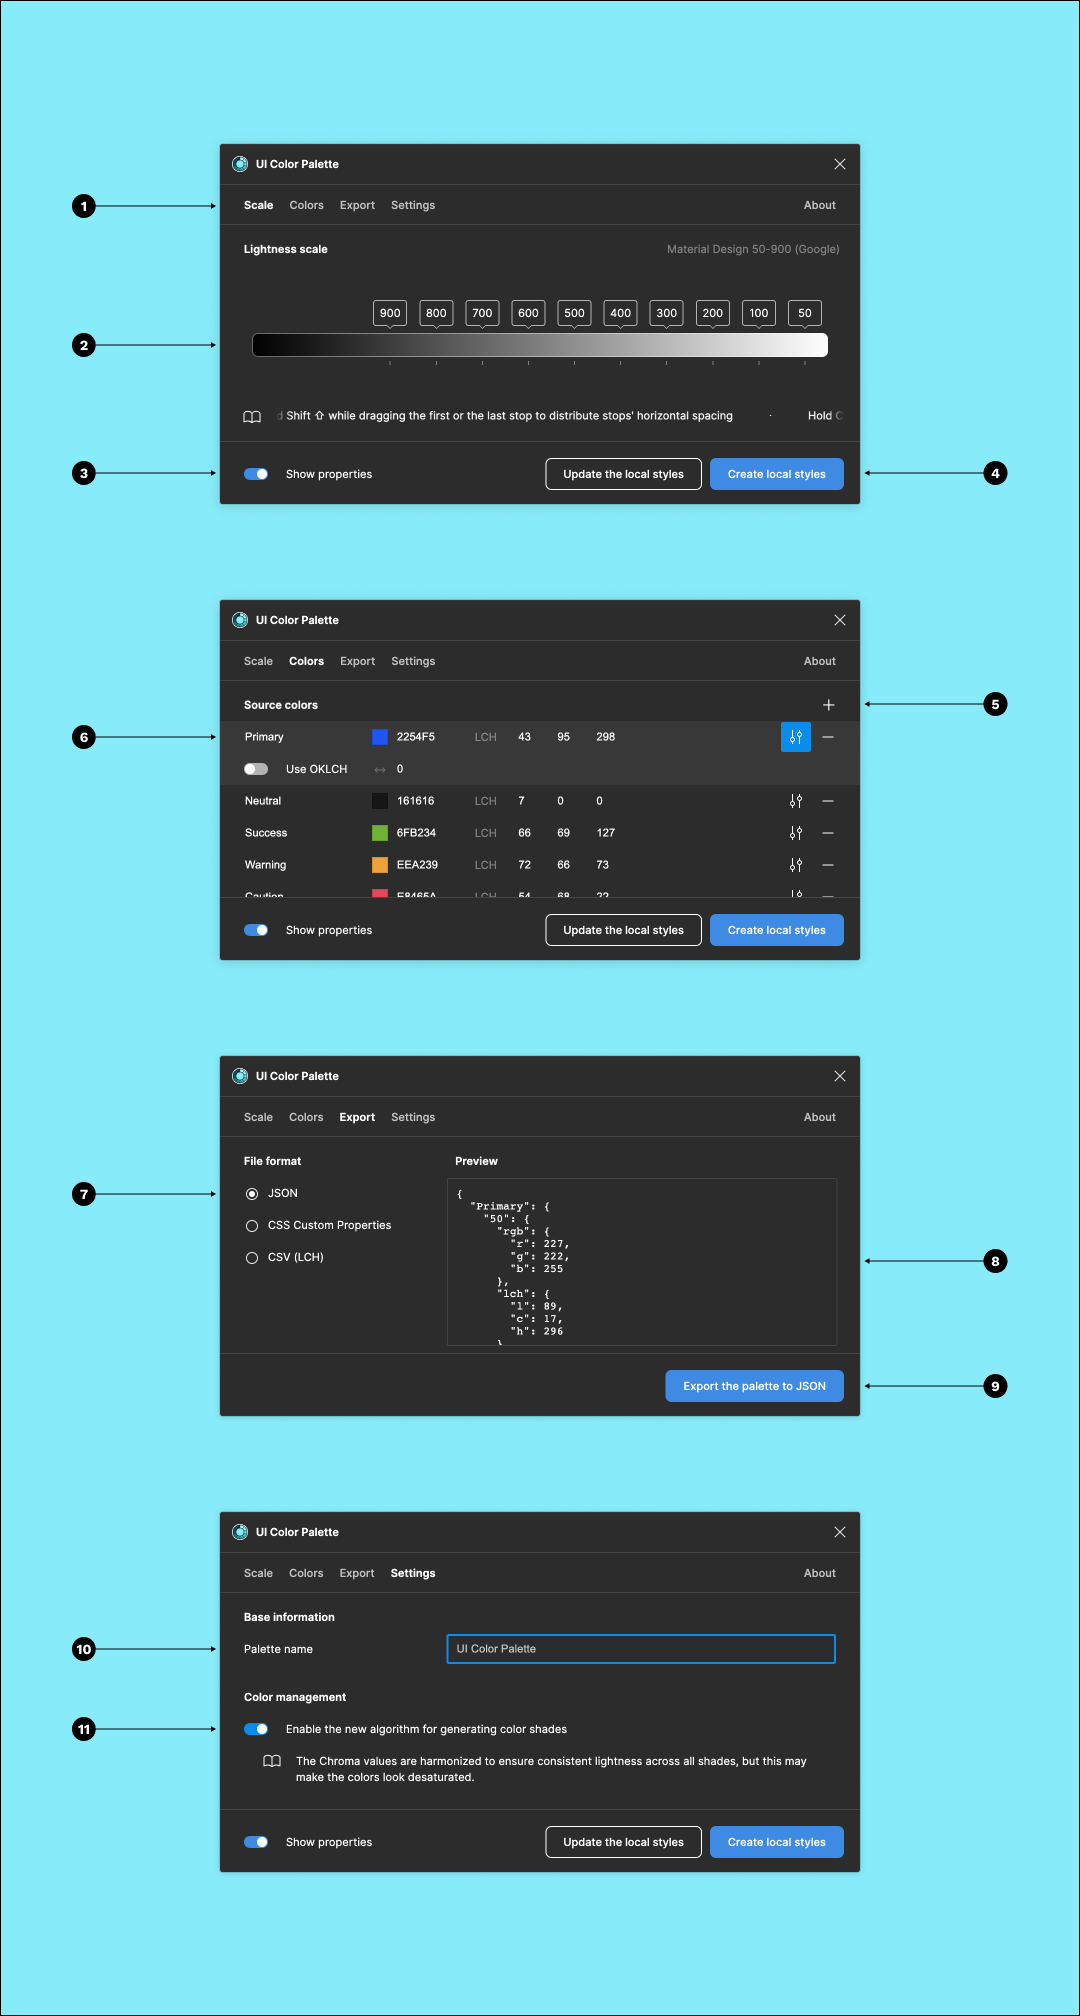 UI Color Palette
1
Scale Colors Export Settings About
Lightness scale Material Design 50-900 (Google)
900 800 700 600 500 400 300 200 100 50
2
d Shift ⇧ while dragging the first or the last stop to distribute stops' horizontal spacing · Hold C
3
Show properties Update the local styles Create local styles
4
UI Color Palette
Scale Colors Export Settings About
Source colors
5
6
Primary 2254F5 LCH 43 95 298
Use OKLCH ↔ 0
Neutral 161616 LCH 7 0 0
Success 6FB234 LCH 66 69 127
Warning EEA239 LCH 72 66 73
Caution E8465A LCH 54 68 22
Show properties Update the local styles Create local styles
UI Color Palette
Scale Colors Export Settings About
File format Preview
7
JSON
CSS Custom Properties
CSV (LCH)
{
"Primary": {
"50": {
"rgb": {
"r": 227,
"g": 222,
"b": 255
},
"lch": {
"l": 89,
"c": 17,
"h": 296
}
8
Export the palette to JSON
9
UI Color Palette
Scale Colors Export Settings About
Base information
10
Palette name UI Color Palette
Color management
11
Enable the new algorithm for generating color shades
The Chroma values are harmonized to ensure consistent lightness across all shades, but this may
make the colors look desaturated.
Show properties Update the local styles Create local styles